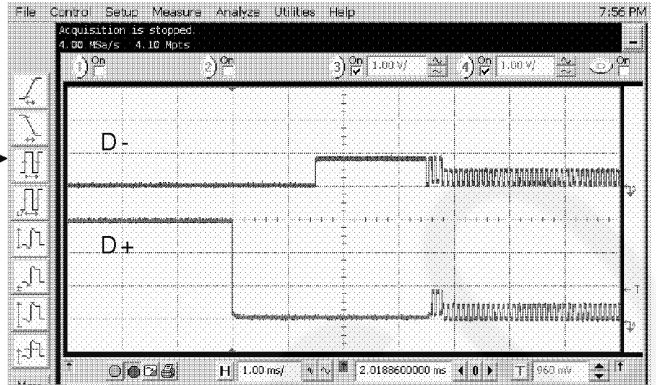 File Control Setup Measure Analyze Utilities Help 7:56 PM
Acquisition is stopped.
4.00 MSa/s 4.10 Mpts
1) On 2) On 3) On 1.00 V/ 4) On 1.00 V/ On
D-
D+
T
H 1.00 ms/ 2.0188600000 ms 0 T 960 mV